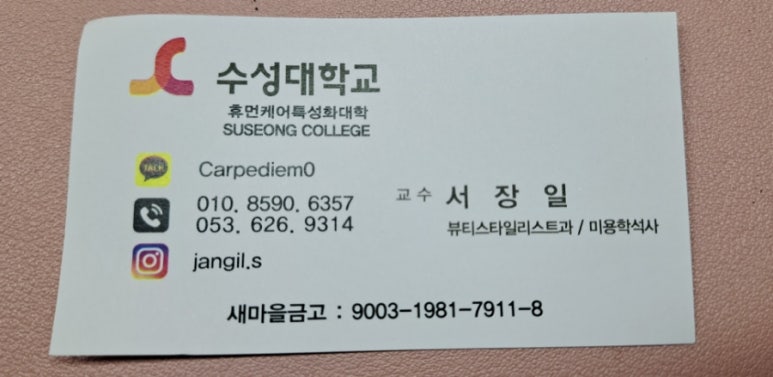 수성대학교
휴먼케어특성화대학
SUSEONG COLLEGE
TALK
Carpediem0
010. 8590. 6357
053. 626. 9314
교수 서 장 일
뷰티스타일리스트과 / 미용학석사
jangil.s
새마을금고 : 9003-1981-7911-8